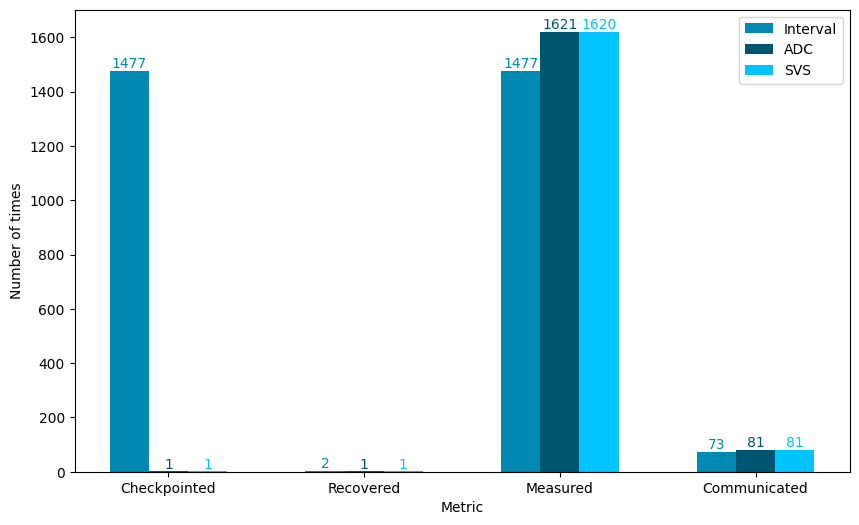 Interval
ADC
SVS
Number of times
1600
1400
1200
1000
800
600
400
200
0
1477
1
1
2
1
1
1477
1621
1620
73
81
81
Checkpointed
Recovered
Measured
Communicated
Metric